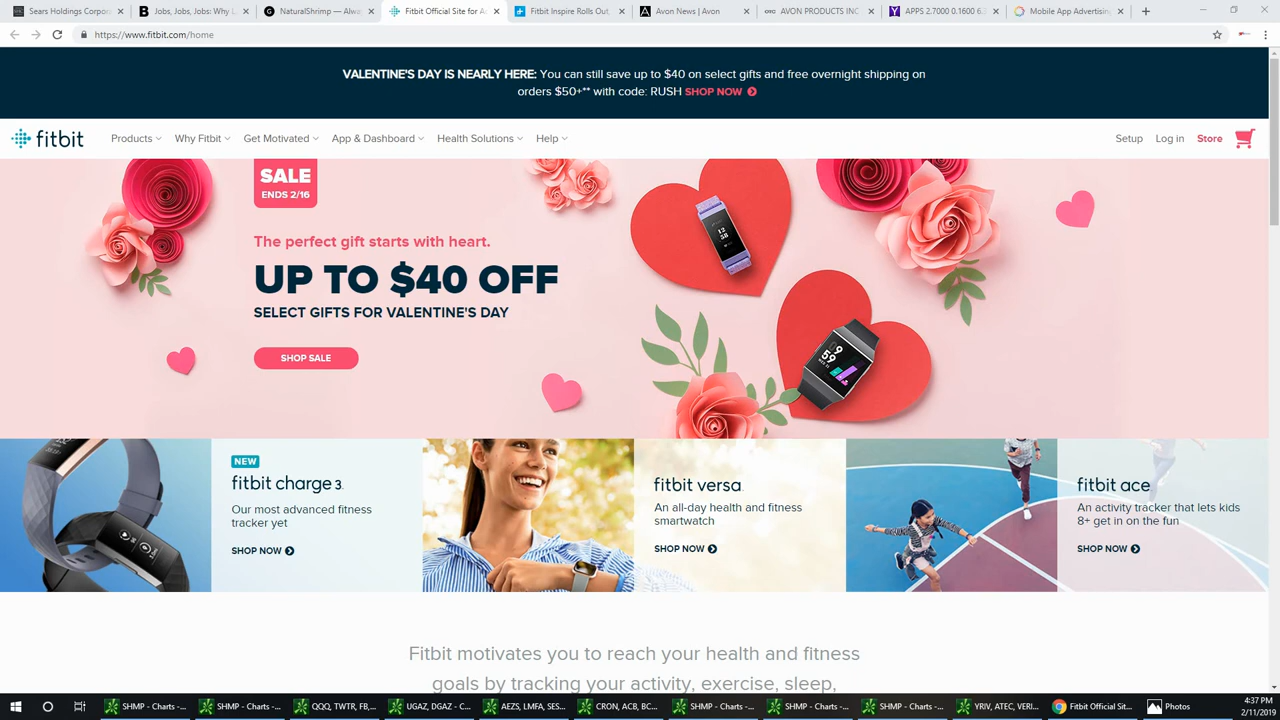 Sears Holdings Corpor
Jobs, Jobs, Jobs: Why L
NaturalShrimp — Alwa
Fitbit Official Site for A
Fitbit Inspire Rolls Out,
Avon News | Avon
AVON PRODUCTS INC
APPS 2.7000 0.1600 6.
Mobile App Advertising
https://www.fitbit.com/home
VALENTINE'S DAY IS NEARLY HERE: You can still save up to $40 on select gifts and free overnight shipping on
orders $50+** with code: RUSH SHOP NOW
fitbit
Products
Why Fitbit
Get Motivated
App & Dashboard
Health Solutions
Help
Setup
Log in
Store
SALE
ENDS 2/16
The perfect gift starts with heart.
UP TO $40 OFF
SELECT GIFTS FOR VALENTINE'S DAY
SHOP SALE
12
58
9
59
NEW
fitbit charge 3
Our most advanced fitness
tracker yet
SHOP NOW
fitbit versa
An all-day health and fitness
smartwatch
SHOP NOW
fitbit ace
An activity tracker that lets kids
8+ get in on the fun
SHOP NOW
Fitbit motivates you to reach your health and fitness
goals by tracking your activity, exercise, sleep,
SHMP - Charts -...
SHMP - Charts -...
QQQ, TWTR, FB,...
UGAZ, DGAZ - C...
AEZS, LMFA, SES...
CRON, ACB, BC...
SHMP - Charts -...
SHMP - Charts -...
SHMP - Charts -...
YRIV, ATEC, VERI...
Fitbit Official Sit...
Photos
4:37 PM
2/11/2019